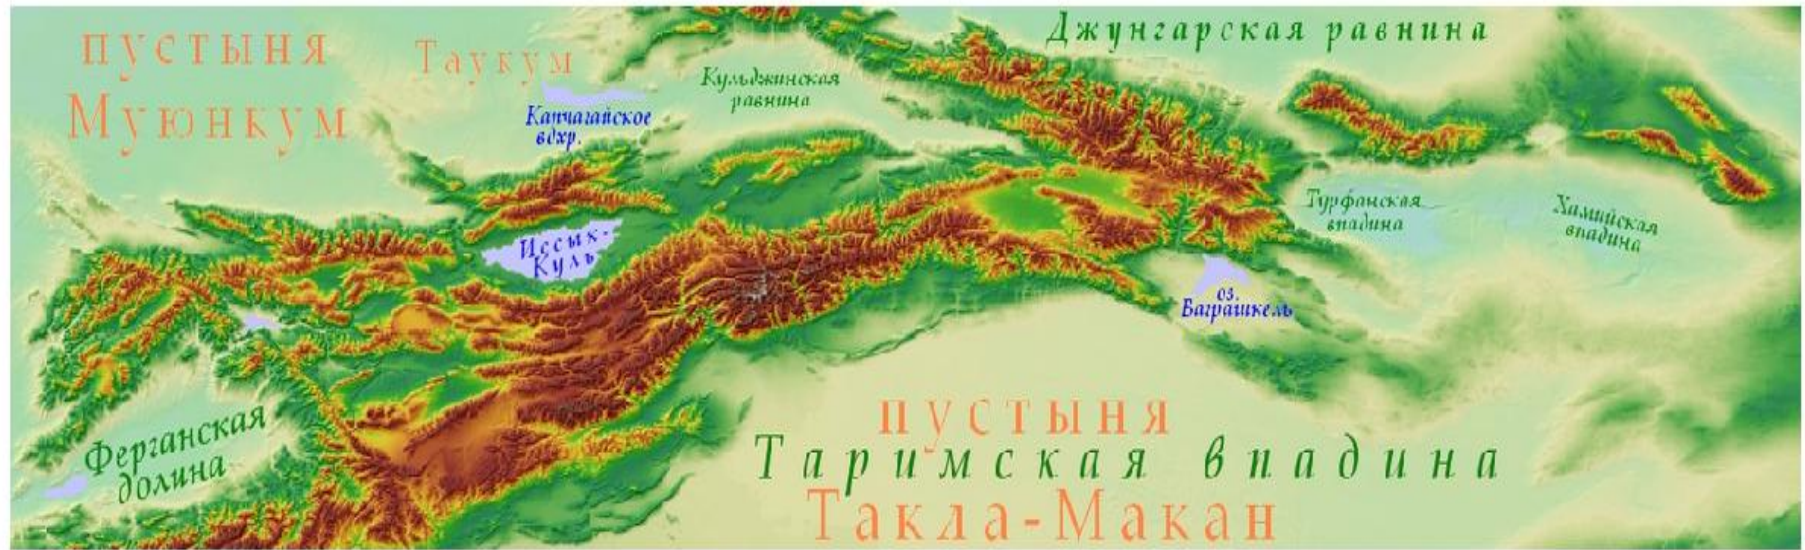 пустыня
Муюнкум
Таукум
Капчагайское
вдхр.
Кульджинская
равнина
Джунгарская равнина
Иссык-
Куль
Турфанская
впадина
Хамийская
впадина
оз.
Баграшкель
Ферганская
долина
пустыня
Таримская впадина
Такла-Макан